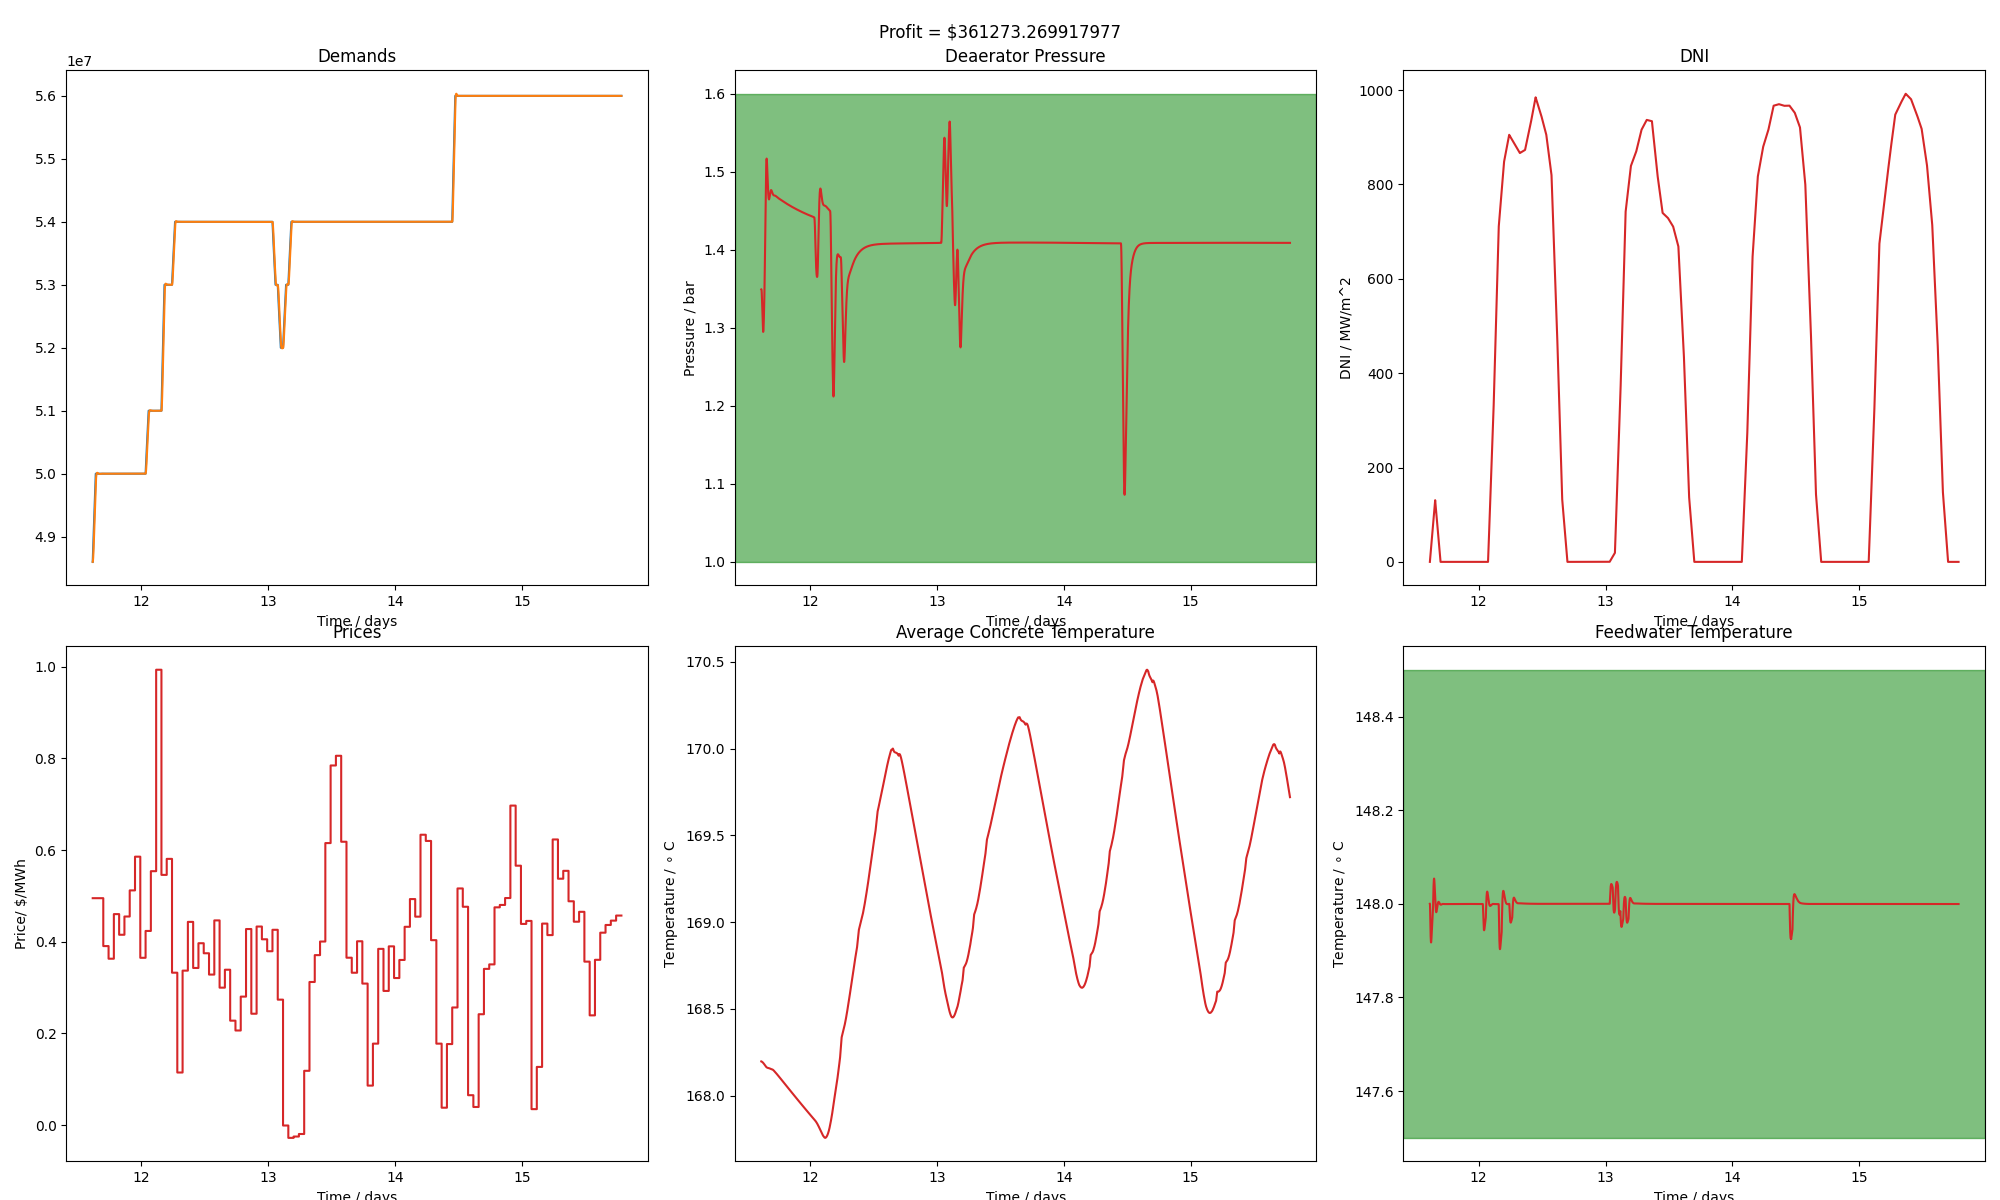 Profit = $361273.269917977
Demands
1e7
5.6
5.5
5.4
5.3
5.2
5.1
5.0
4.9
12 13 14 15
Time / days
Deaerator Pressure
Pressure / bar
1.6
1.5
1.4
1.3
1.2
1.1
1.0
12 13 14 15
Time / days
DNI
DNI / MW/m^2
1000
800
600
400
200
0
12 13 14 15
Time / days
Prices
Price/ $/MWh
1.0
0.8
0.6
0.4
0.2
0.0
12 13 14 15
Time / days
Average Concrete Temperature
Temperature / ∘ C
170.5
170.0
169.5
169.0
168.5
168.0
12 13 14 15
Time / days
Feedwater Temperature
Temperature / ∘ C
148.4
148.2
148.0
147.8
147.6
12 13 14 15
Time / days